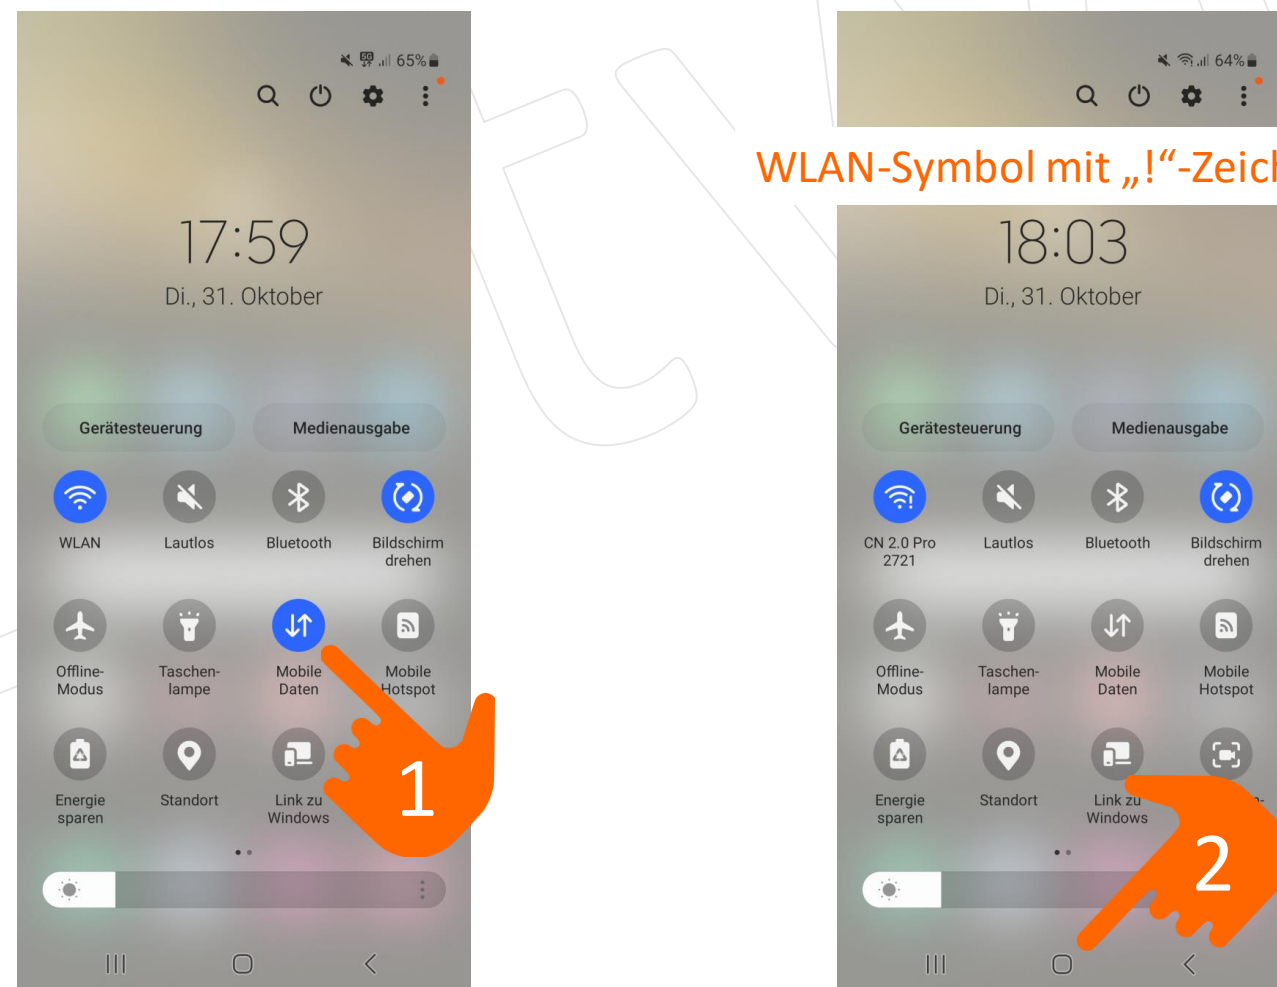 5G 65%
17:59
Di., 31. Oktober
Gerätesteuerung Medienausgabe
WLAN Lautlos Bluetooth Bildschirm
drehen
Offline-
Modus
Taschen-
lampe
Mobile
Daten
Mobile
Hotspot
Energie
sparen
Standort
Link zu
Windows
1
64%
WLAN-Symbol mit „!“-Zeich
18:03
Di., 31. Oktober
Gerätesteuerung Medienausgabe
CN 2.0 Pro
2721
Lautlos
Bluetooth
Bildschirm
drehen
Offline-
Modus
Taschen-
lampe
Mobile
Daten
Mobile
Hotspot
Energie
sparen
Standort
Link zu
Windows
2